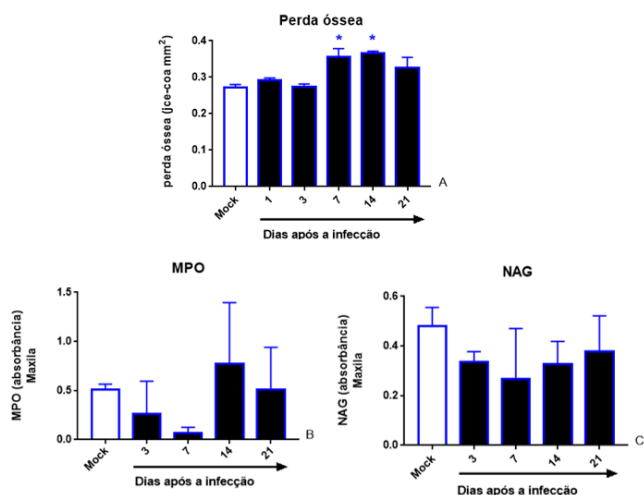 Perda óssea
perda óssea (jce-coa mm²)
0.4
0.3
0.2
0.1
0.0
* *
Mock 1 3 7 14 21
Dias após a infecção
A
MPO
MPO (absorbância)
Maxila
1.5
1.0
0.5
0.0
Mock 3 7 14 21
Dias após a infecção
B
NAG
NAG (absorbância)
Maxila
0.6
0.4
0.2
0.0
Mock 3 7 14 21
Dias após a infecção
C